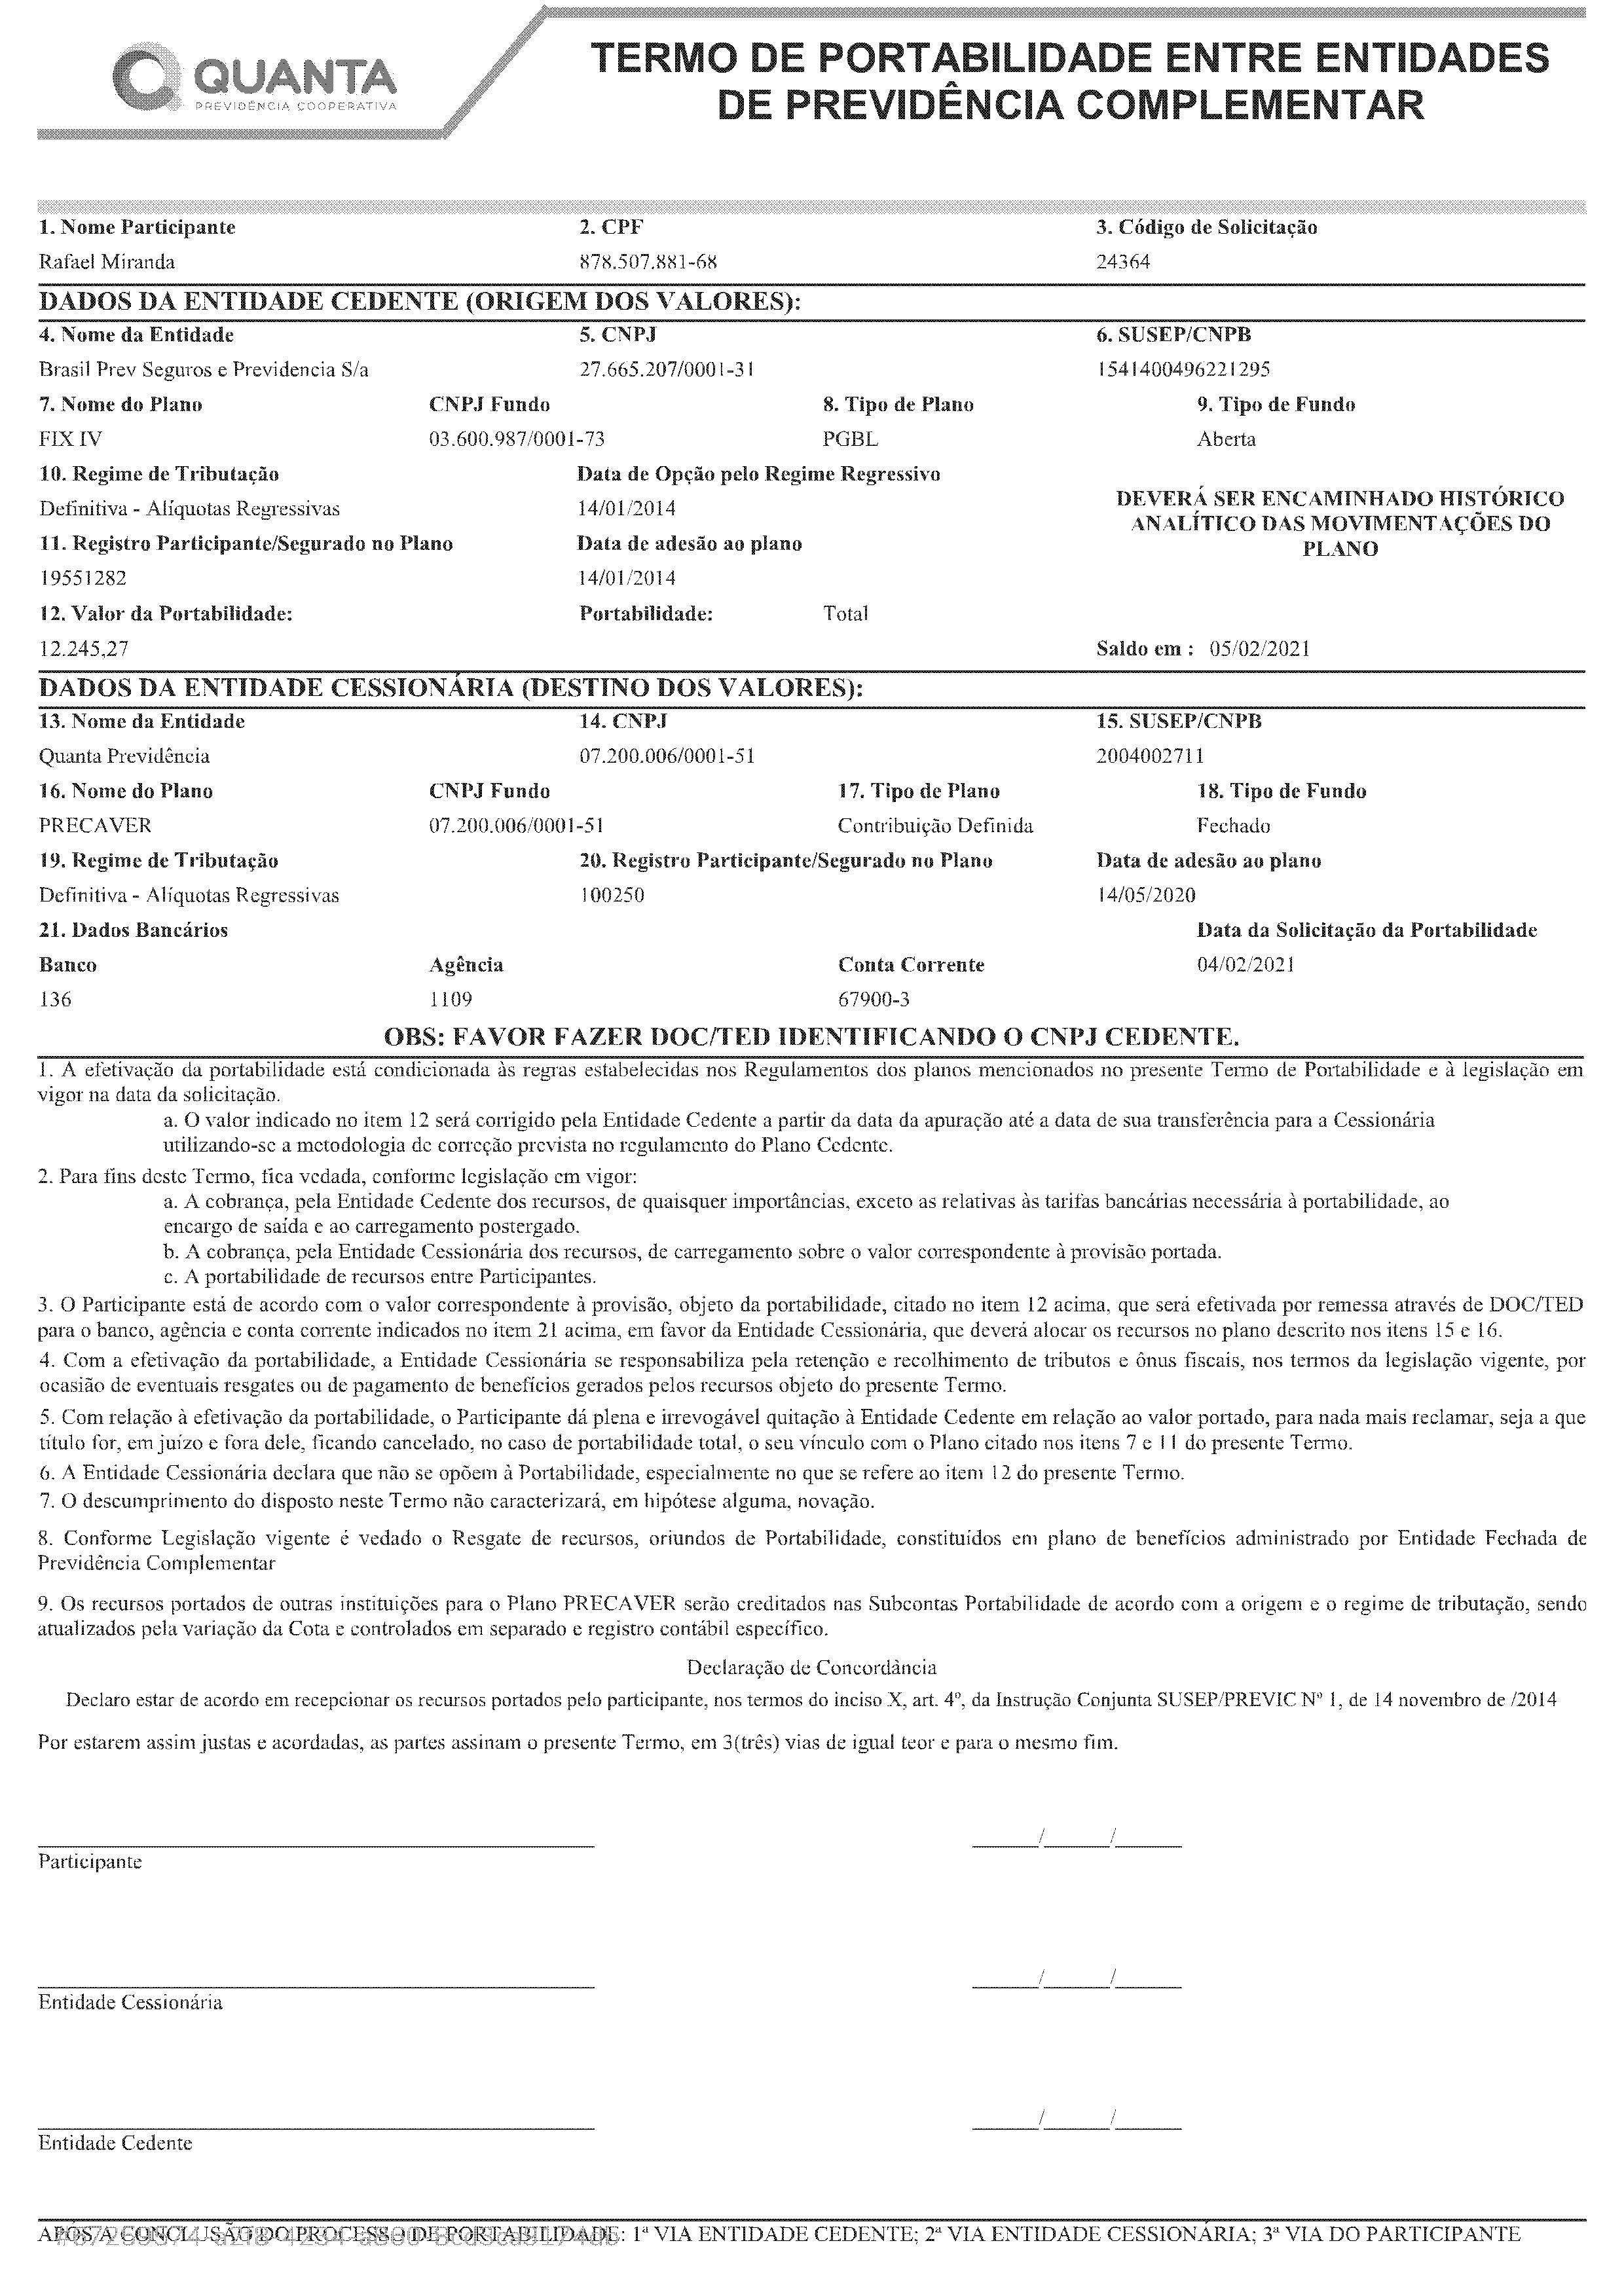 QUANTA
PREVIDÊNCIA COOPERATIVA
TERMO DE PORTABILIDADE ENTRE ENTIDADES
DE PREVIDÊNCIA COMPLEMENTAR
1. Nome Participante 2. CPF 3. Código de Solicitação
Rafael Miranda 878.507.881-68 24364
DADOS DA ENTIDADE CEDENTE (ORIGEM DOS VALORES):
4. Nome da Entidade 5. CNPJ 6. SUSEP/CNPB
Brasil Prev Seguros e Previdencia S/a 27.665.207/0001-31 15414004962212​95
7. Nome do Plano CNPJ Fundo 8. Tipo de Plano 9. Tipo de Fundo
FIX IV 03.600.987/0001-73 PGBL Aberta
10. Regime de Tributação Data de Opção pelo Regime Regressivo
Definitiva - Alíquotas Regressivas 14/01/2014
DEVERÁ SER ENCAMINHADO HISTÓRICO
ANALÍTICO DAS MOVIMENTAÇÕES DO
PLANO
11. Registro Participante/Segurado no Plano Data de adesão ao plano
19551282 14/01/2014
12. Valor da Portabilidade: Portabilidade: Total
12.245,27 Saldo em : 05/02/2021
DADOS DA ENTIDADE CESSIONÁRIA (DESTINO DOS VALORES):
13. Nome da Entidade 14. CNPJ 15. SUSEP/CNPB
Quanta Previdência 07.200.006/0001-51 2004002711
16. Nome do Plano CNPJ Fundo 17. Tipo de Plano 18. Tipo de Fundo
PRECAVER 07.200.006/0001-51 Contribuição Definida Fechado
19. Regime de Tributação 20. Registro Participante/Segurado no Plano Data de adesão ao plano
Definitiva - Alíquotas Regressivas 100250 14/05/2020
21. Dados Bancários Data da Solicitação da Portabilidade
Banco Agência Conta Corrente 04/02/2021
136 1109 67900-3
OBS: FAVOR FAZER DOC/TED IDENTIFICANDO O CNPJ CEDENTE.
1. A efetivação da portabilidade está condicionada às regras estabelecidas nos Regulamentos dos planos mencionados no presente Termo de Portabilidade e à legislação em
vigor na data da solicitação.
a. O valor indicado no item 12 será corrigido pela Entidade Cedente a partir da data da apuração até a data de sua transferência para a Cessionária
utilizando-se a metodologia de correção prevista no regulamento do Plano Cedente.
2. Para fins deste Termo, fica vedada, conforme legislação em vigor:
a. A cobrança, pela Entidade Cedente dos recursos, de quaisquer importâncias, exceto as relativas às tarifas bancárias necessária à portabilidade, ao
encargo de saída e ao carregamento postergado.
b. A cobrança, pela Entidade Cessionária dos recursos, de carregamento sobre o valor correspondente à provisão portada.
c. A portabilidade de recursos entre Participantes.
3. O Participante está de acordo com o valor correspondente à provisão, objeto da portabilidade, citado no item 12 acima, que será efetivada por remessa através de DOC/TED
para o banco, agência e conta corrente indicados no item 21 acima, em favor da Entidade Cessionária, que deverá alocar os recursos no plano descrito nos itens 15 e 16.
4. Com a efetivação da portabilidade, a Entidade Cessionária se responsabiliza pela retenção e recolhimento de tributos e ônus fiscais, nos termos da legislação vigente, por
ocasião de eventuais resgates ou de pagamento de benefícios gerados pelos recursos objeto do presente Termo.
5. Com relação à efetivação da portabilidade, o Participante dá plena e irrevogável quitação à Entidade Cedente em relação ao valor portado, para nada mais reclamar, seja a que
título for, em juízo e fora dele, ficando cancelado, no caso de portabilidade total, o seu vínculo com o Plano citado nos itens 7 e 11 do presente Termo.
6. A Entidade Cessionária declara que não se opõem à Portabilidade, especialmente no que se refere ao item 12 do presente Termo.
7. O descumprimento do disposto neste Termo não caracterizará, em hipótese alguma, novação.
8. Conforme Legislação vigente é vedado o Resgate de recursos, oriundos de Portabilidade, constituídos em plano de benefícios administrado por Entidade Fechada de
Previdência Complementar
9. Os recursos portados de outras instituições para o Plano PRECAVER serão creditados nas Subcontas Portabilidade de acordo com a origem e o regime de tributação, sendo
atualizados pela variação da Cota e controlados em separado e registro contábil específico.
Declaração de Concordância
Declaro estar de acordo em recepcionar os recursos portados pelo participante, nos termos do inciso X, art. 4º, da Instrução Conjunta SUSEP/PREVIC Nº 1, de 14 novembro de /2014
Por estarem assim justas e acordadas, as partes assinam o presente Termo, em 3(três) vias de igual teor e para o mesmo fim.
____/____/____
Participante
____/____/____
Entidade Cessionária
____/____/____
Entidade Cedente
APÓS A CONCLUSÃO DO PROCESSO DE PORTABILIDADE: 1ª VIA ENTIDADE CEDENTE; 2ª VIA ENTIDADE CESSIONÁRIA; 3ª VIA DO PARTICIPANTE